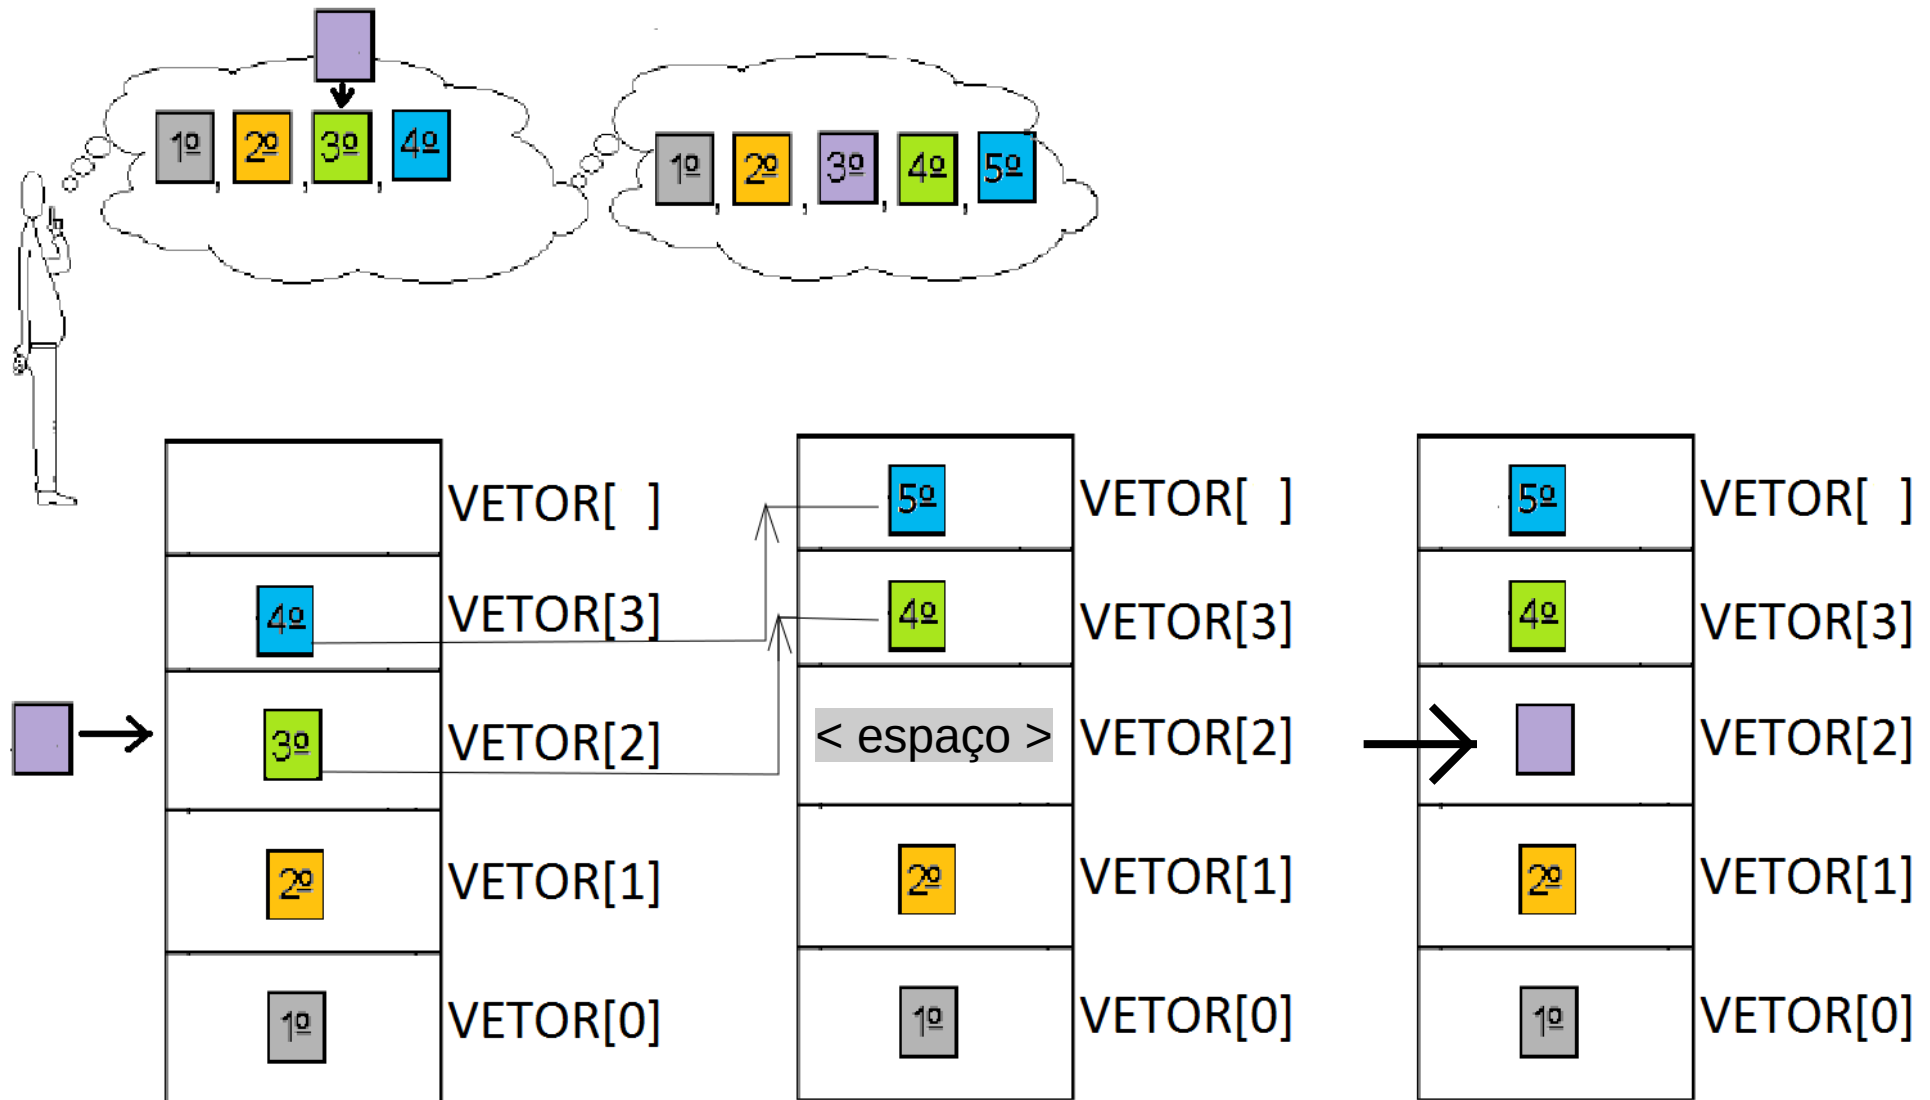 1º, 2º, 3º, 4º
1º, 2º, 3º, 4º, 5º
VETOR[ ]
4º VETOR[3]
3º VETOR[2]
2º VETOR[1]
1º VETOR[0]
5º VETOR[ ]
4º VETOR[3]
< espaço > VETOR[2]
2º VETOR[1]
1º VETOR[0]
5º VETOR[ ]
4º VETOR[3]
VETOR[2]
2º VETOR[1]
1º VETOR[0]